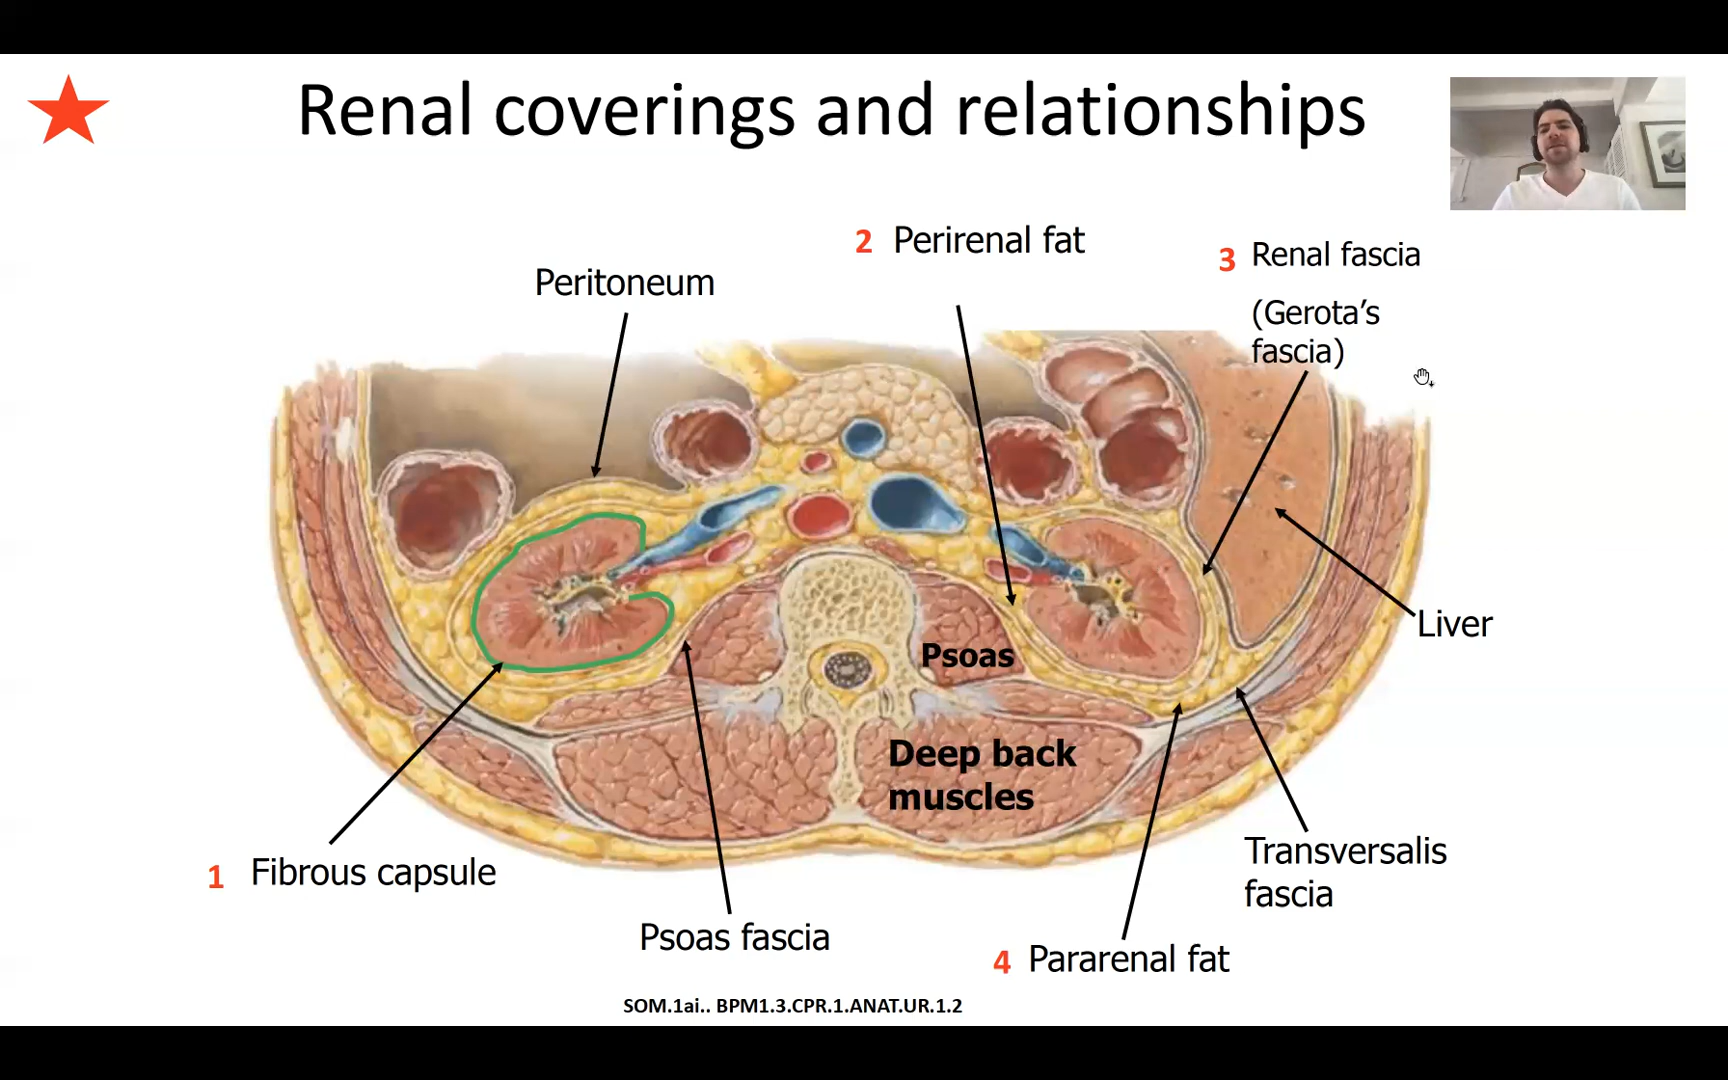 Renal coverings and relationships
2 Perirenal fat
3 Renal fascia
(Gerota’s
fascia)
Peritoneum
Liver
Psoas
Deep back
muscles
Transversalis
fascia
1 Fibrous capsule
Psoas fascia
4 Pararenal fat
SOM.1ai.. BPM1.3.CPR.1.ANAT.UR.1.2